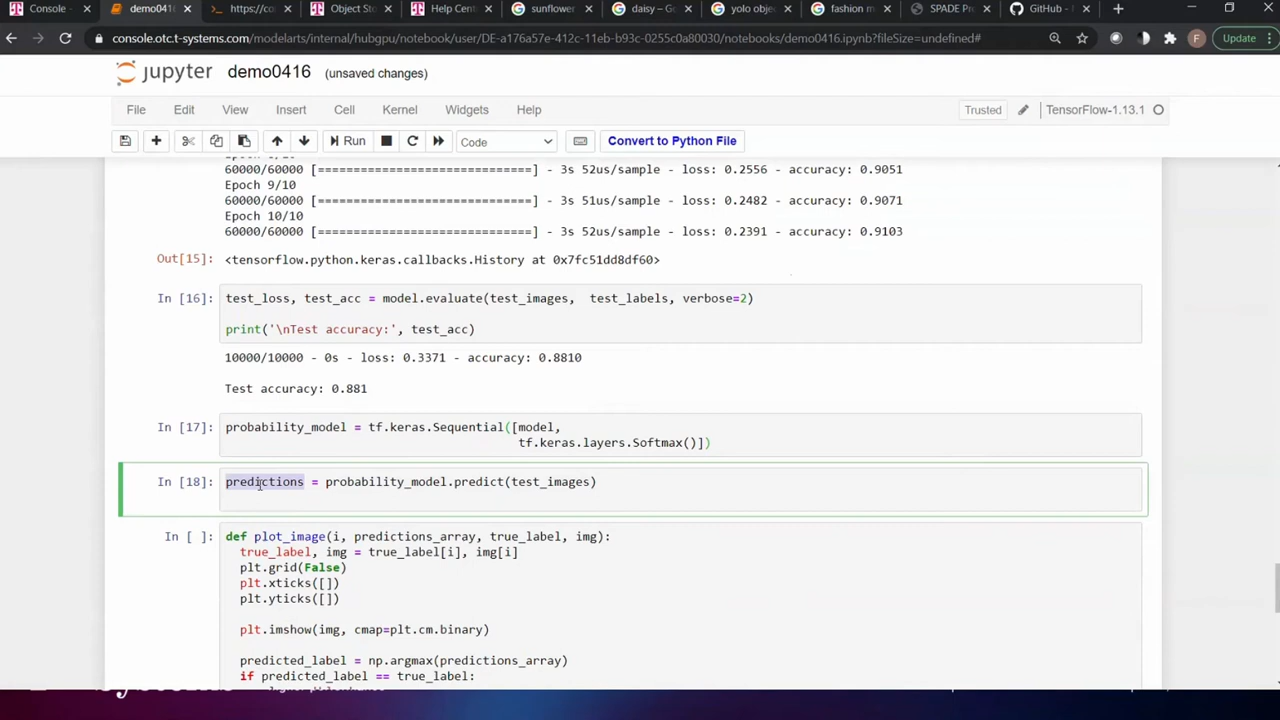 Console -
demo0416
https://co
Object Sto
Help Cent
sunflower
daisy – Go
yolo obje
fashion m
SPADE Pro
GitHub -
console.otc.t-systems.com/modelarts/internal/hubgpu/notebook/user/DE-a176a57e-412c-11eb-b93c-0255c0a80030/notebooks/demo0416.ipynb?fileSize=undefined#
F
Update
jupyter demo0416 (unsaved changes)
File Edit View Insert Cell Kernel Widgets Help
Trusted
TensorFlow-1.13.1
Run
Code
Convert to Python File
60000/60000 [==============================] - 3s 52us/sample - loss: 0.2556 - accuracy: 0.9051
Epoch 9/10
60000/60000 [==============================] - 3s 51us/sample - loss: 0.2482 - accuracy: 0.9071
Epoch 10/10
60000/60000 [==============================] - 3s 52us/sample - loss: 0.2391 - accuracy: 0.9103
Out[15]: <tensorflow.python.keras.callbacks.History at 0x7fc51dd8df60>
In [16]: test_loss, test_acc = model.evaluate(test_images,  test_labels, verbose=2)
print('\nTest accuracy:', test_acc)
10000/10000 - 0s - loss: 0.3371 - accuracy: 0.8810
Test accuracy: 0.881
In [17]: probability_model = tf.keras.Sequential([model,
tf.keras.layers.Softmax()])
In [18]: predictions = probability_model.predict(test_images)
In [ ]: def plot_image(i, predictions_array, true_label, img):
true_label, img = true_label[i], img[i]
plt.grid(False)
plt.xticks([])
plt.yticks([])
plt.imshow(img, cmap=plt.cm.binary)
predicted_label = np.argmax(predictions_array)
if predicted_label == true_label: